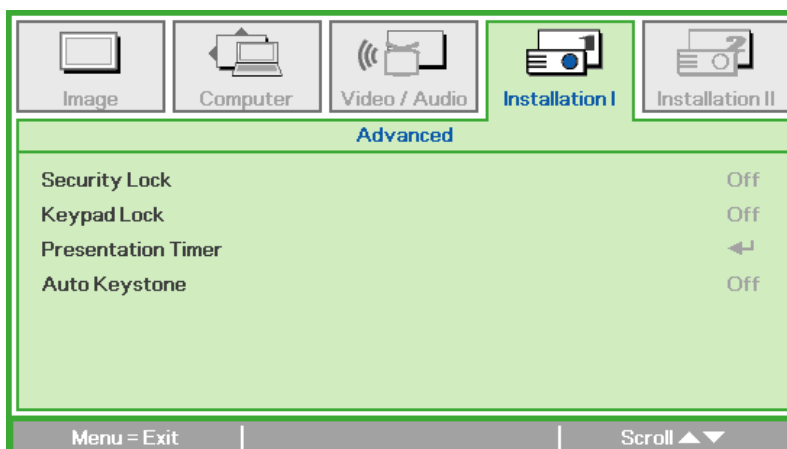 Image Computer Video / Audio Installation I Installation II
Advanced
Security Lock Off
Keypad Lock Off
Presentation Timer
Auto Keystone Off
Menu = Exit Scroll ▲▼